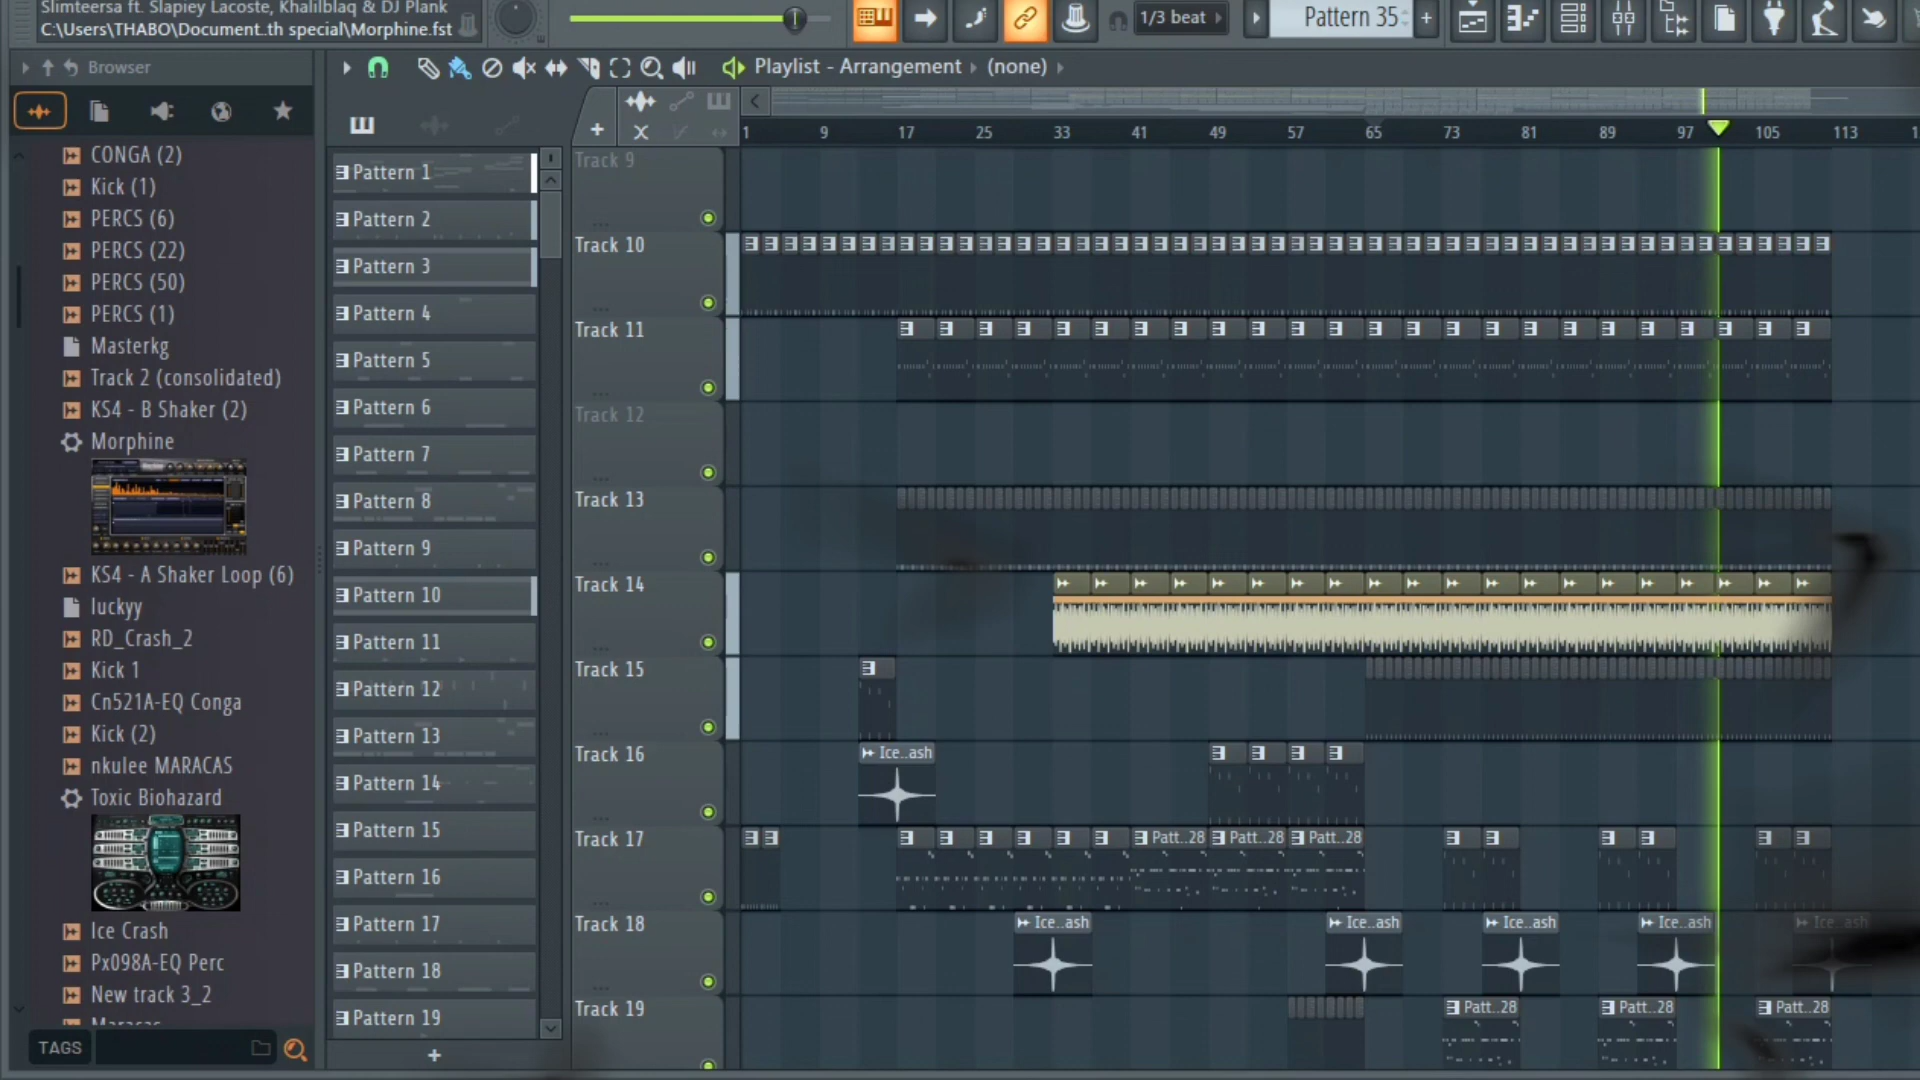 Slimteersa ft. Slapiey Lacoste, Khalilblaq & DJ Plank
C:\Users\THABO\Document..th special\Morphine.fst
1/3 beat
Pattern 35
Browser
Playlist - Arrangement
(none)
1 9 17 25 33 41 49 57 65 73 81 89 97 105 113
CONGA (2)
Kick (1)
PERCS (6)
PERCS (22)
PERCS (50)
PERCS (1)
Masterkg
Track 2 (consolidated)
KS4 - B Shaker (2)
Morphine
KS4 - A Shaker Loop (6)
luckyy
RD_Crash_2
Kick 1
Cn521A-EQ Conga
Kick (2)
nkulee MARACAS
Toxic Biohazard
Ice Crash
Px098A-EQ Perc
New track 3_2
Maracas
TAGS
Pattern 1
Pattern 2
Pattern 3
Pattern 4
Pattern 5
Pattern 6
Pattern 7
Pattern 8
Pattern 9
Pattern 10
Pattern 11
Pattern 12
Pattern 13
Pattern 14
Pattern 15
Pattern 16
Pattern 17
Pattern 18
Pattern 19
Track 9
Track 10
Track 11
Track 12
Track 13
Track 14
Track 15
Track 16
Ice..ash
Track 17
Patt..28 Patt..28 Patt..28
Track 18
Ice..ash Ice..ash Ice..ash Ice..ash Ice..ash
Track 19
Patt..28 Patt..28 Patt..28